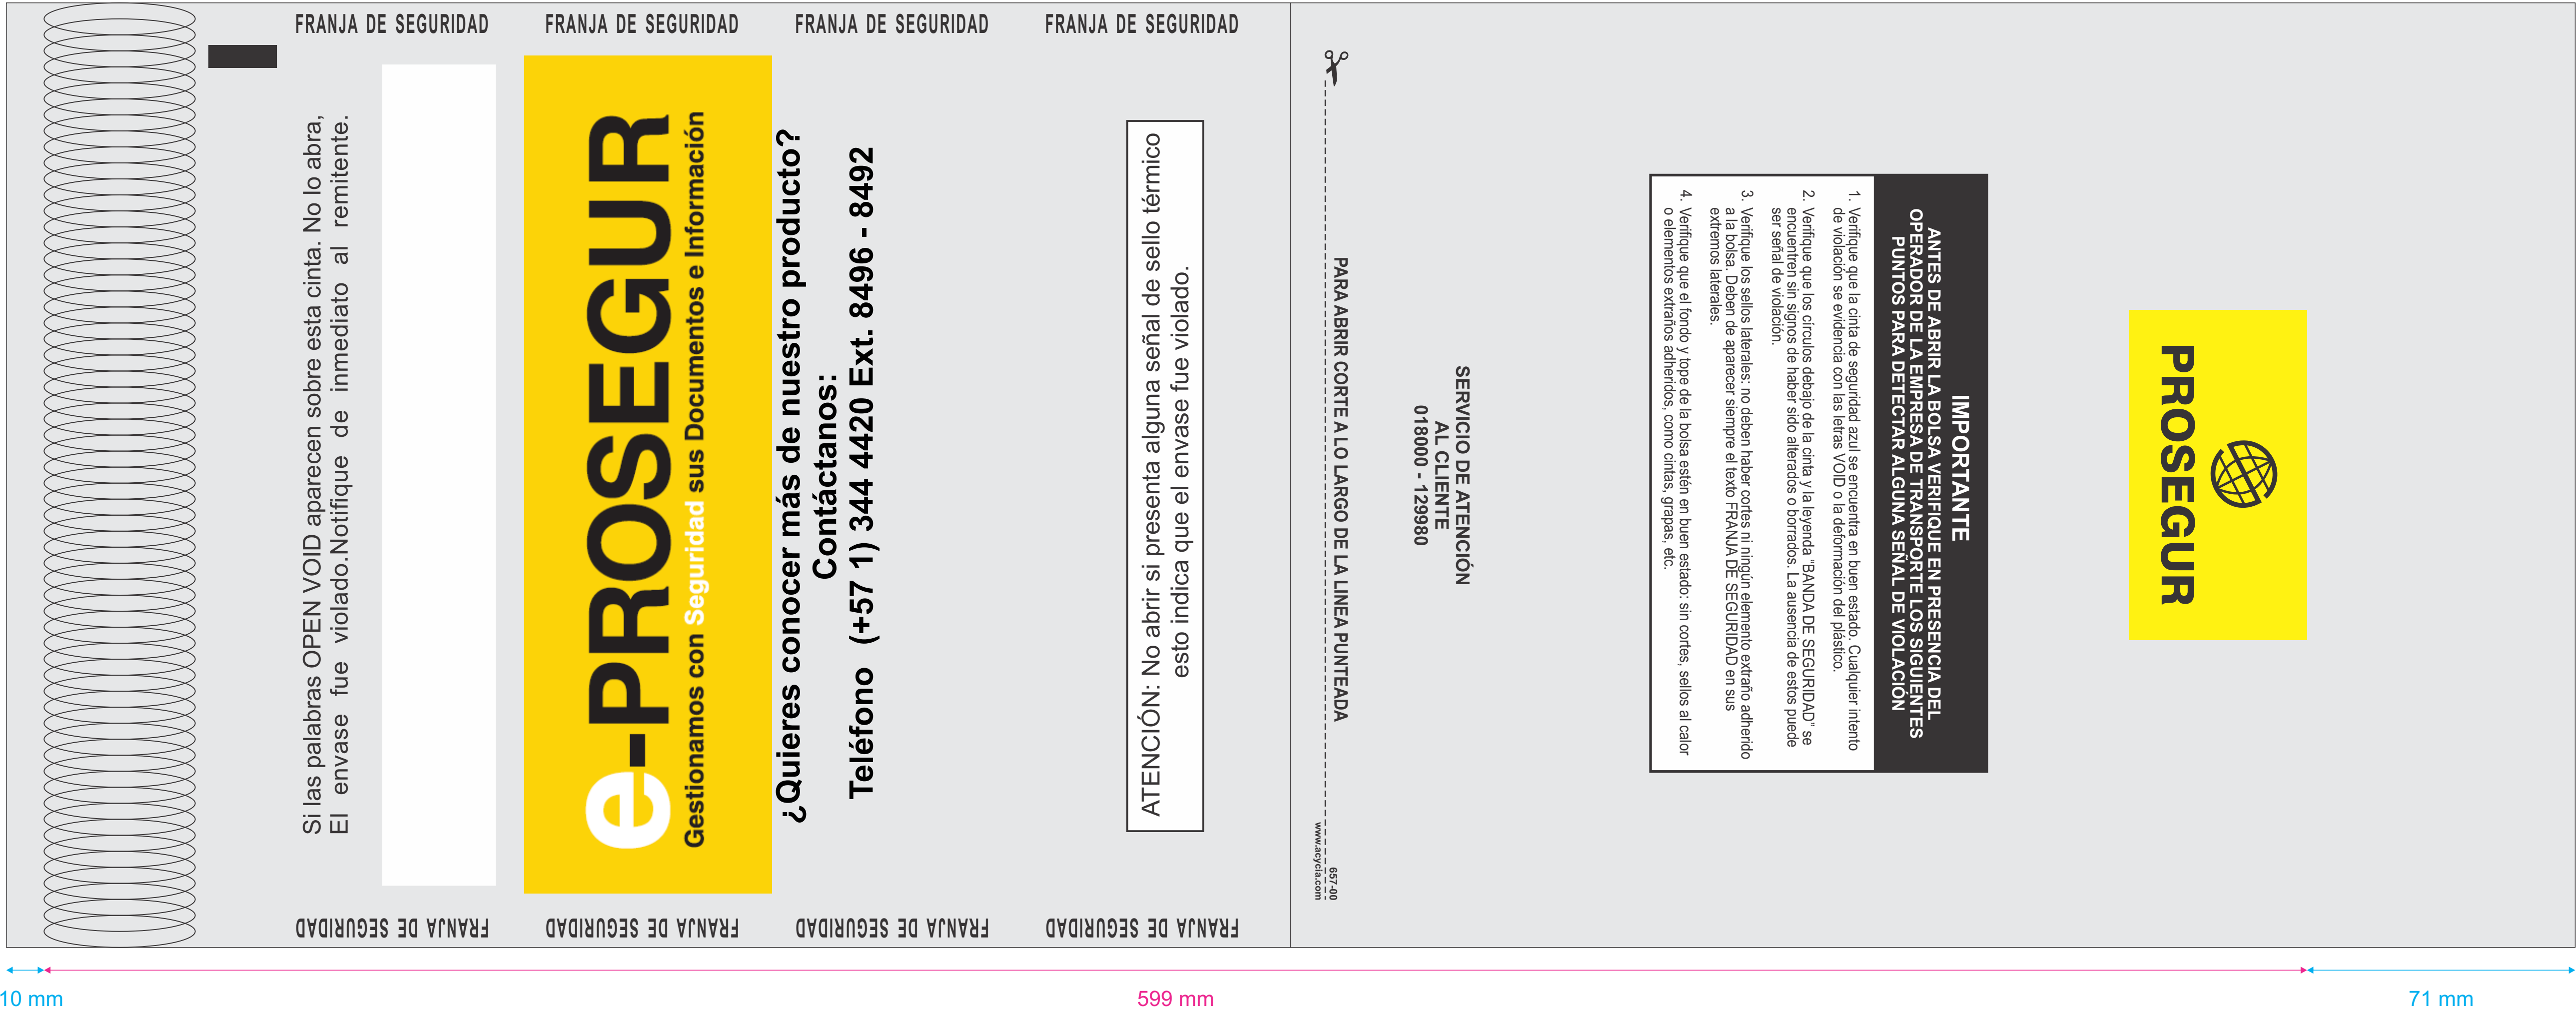 FRANJA DE SEGURIDAD FRANJA DE SEGURIDAD FRANJA DE SEGURIDAD FRANJA DE SEGURIDAD
Si las palabras OPEN VOID aparecen sobre esta cinta. No lo abra,
El envase fue violado.Notifique de inmediato al remitente.
e-PROSEGUR
Gestionamos con Seguridad sus Documentos e Información
¿Quieres conocer más de nuestro producto?
Contáctanos:
Teléfono (+57 1) 344 4420 Ext. 8496 - 8492
ATENCIÓN: No abrir si presenta alguna señal de sello térmico
esto indica que el envase fue violado.
FRANJA DE SEGURIDAD FRANJA DE SEGURIDAD FRANJA DE SEGURIDAD FRANJA DE SEGURIDAD
PROSEGUR
IMPORTANTE
ANTES DE ABRIR LA BOLSA VERIFIQUE EN PRESENCIA DEL
OPERADOR DE LA EMPRESA DE TRANSPORTE LOS SIGUIENTES
PUNTOS PARA DETECTAR ALGUNA SEÑAL DE VIOLACIÓN
1. Verifique que la cinta de seguridad azul se encuentra en buen estado. Cualquier intento
de violación se evidencia con las letras VOID o la deformación del plástico.
2. Verifique que los círculos debajo de la cinta y la leyenda “BANDA DE SEGURIDAD” se
encuentren sin signos de haber sido alterados o borrados. La ausencia de estos puede
ser señal de violación.
3. Verifique los sellos laterales: no deben haber cortes ni ningún elemento extraño adherido
a la bolsa. Deben de aparecer siempre el texto FRANJA DE SEGURIDAD en sus
extremos laterales.
4. Verifique que el fondo y tope de la bolsa estén en buen estado: sin cortes, sellos al calor
o elementos extraños adheridos, como cintas, grapas, etc.
SERVICIO DE ATENCIÓN
AL CLIENTE
018000 - 129980
PARA ABRIR CORTE A LO LARGO DE LA LINEA PUNTEADA
657-00
www.acycia.com
10 mm 599 mm 71 mm